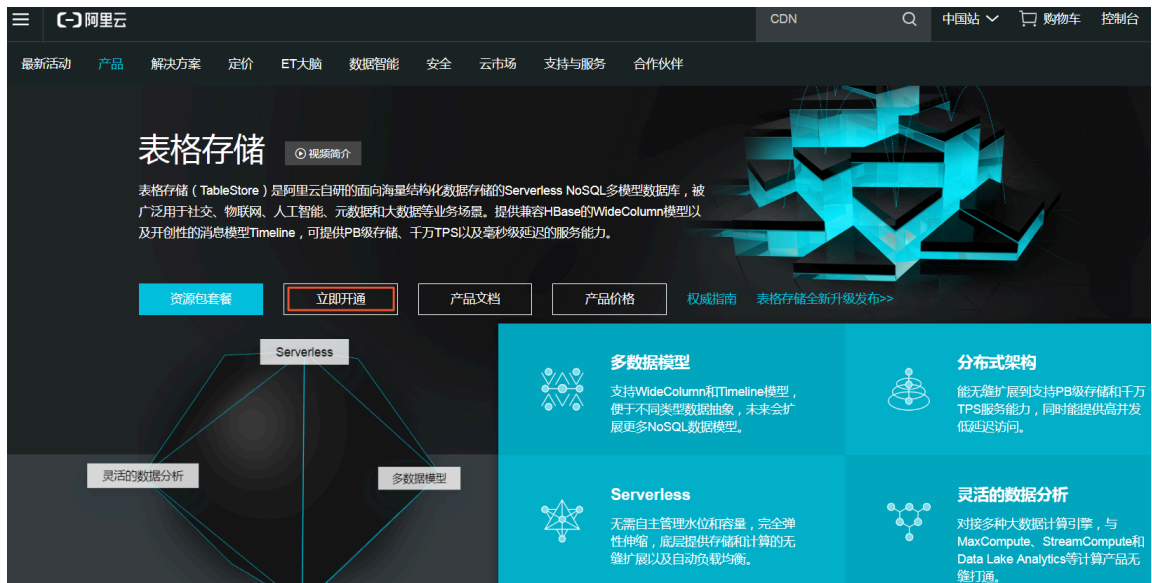 阿里云
CDN
中国站
购物车
控制台
最新活动 产品 解决方案 定价 ET大脑 数据智能 安全 云市场 支持与服务 合作伙伴
表格存储
视频简介
表格存储（TableStore）是阿里云自研的面向海量结构化数据存储的Serverless NoSQL多模型数据库，被
广泛用于社交、物联网、人工智能、元数据和大数据等业务场景。提供兼容HBase的WideColumn模型以
及开创性的消息模型Timeline，可提供PB级存储、千万TPS以及毫秒级延迟的服务能力。
资源包套餐 立即开通 产品文档 产品价格 权威指南 表格存储全新升级发布>>
Serverless
灵活的数据分析
多数据模型
多数据模型
支持WideColumn和Timeline模型，
便于不同类型数据抽象，未来会扩
展更多NoSQL数据模型。
分布式架构
能无缝扩展到支持PB级存储和千万
TPS服务能力，同时能提供高并发
低延迟访问。
Serverless
无需自主管理水位和容量，完全弹
性伸缩，底层提供存储和计算的无
缝扩展以及自动负载均衡。
灵活的数据分析
对接多种大数据计算引擎，与
MaxCompute、StreamCompute和
Data Lake Analytics等计算产品无
缝打通。